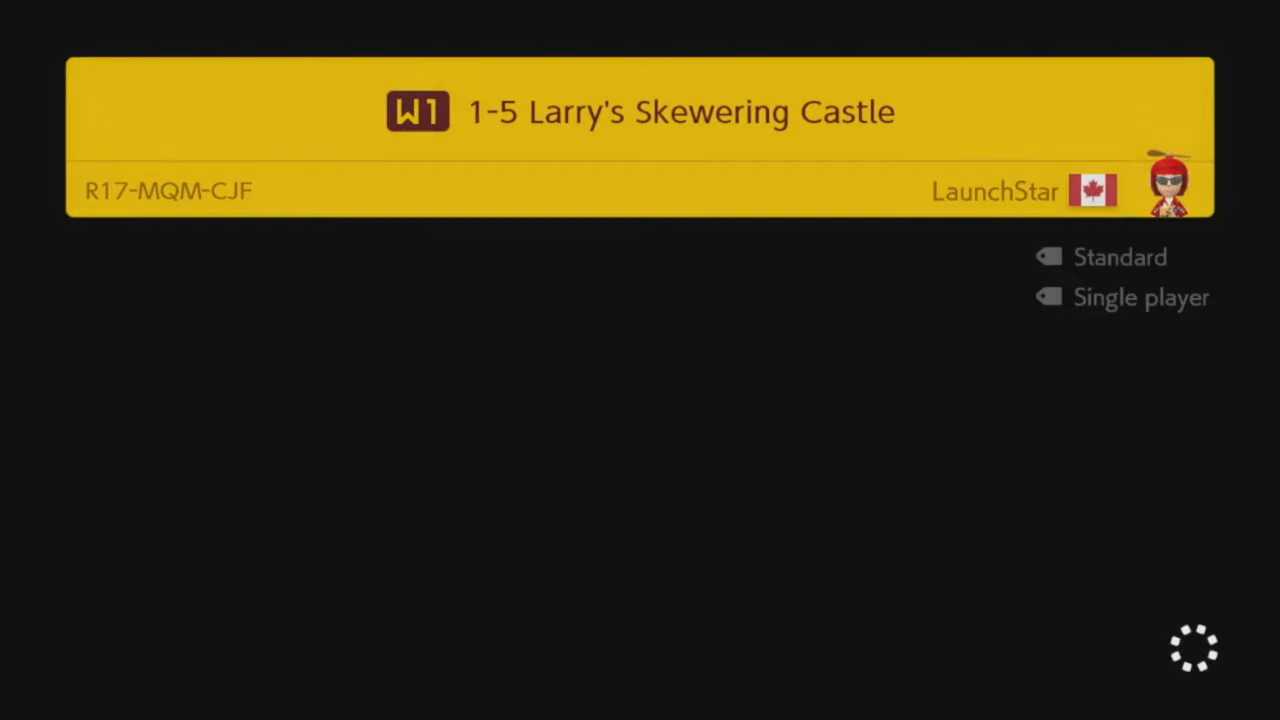 W1 1-5 Larry's Skewering Castle
R17-MQM-CJF LaunchStar
Standard
Single player